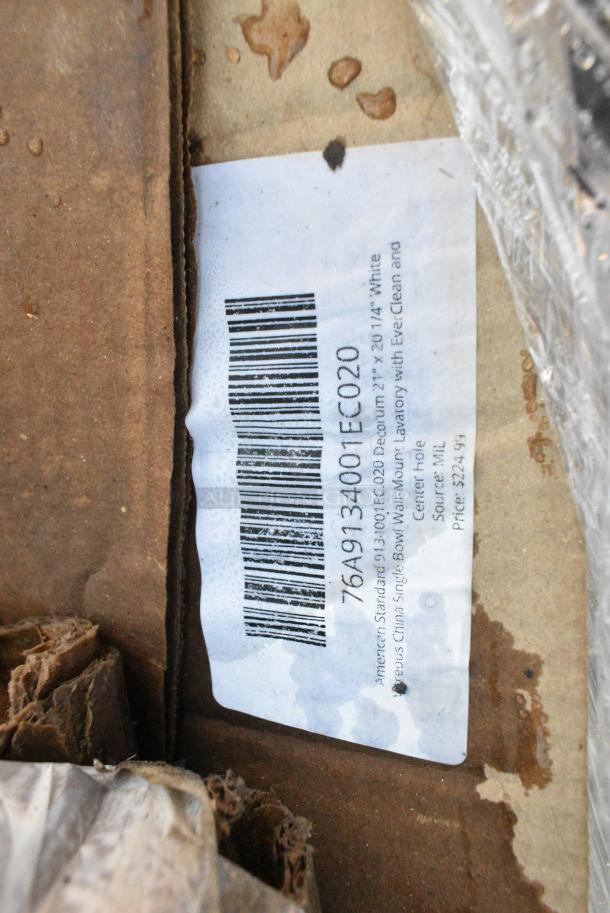 76A9134001EC020
American Standard 9134001EC.020 Decorum 21" x 20 1/4" White
Vitreous China Single Bowl Wall Mount Lavatory with EverClean and
Center Hole
Source: MIL
Price: $224.99